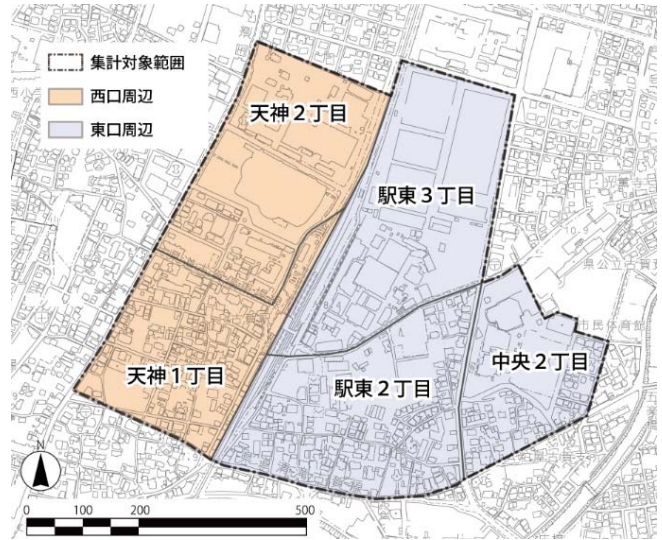 集計対象範囲
西口周辺
東口周辺
天神2丁目
駅東3丁目
天神1丁目
駅東2丁目
中央2丁目
市民体育館
N
0 100 200 500